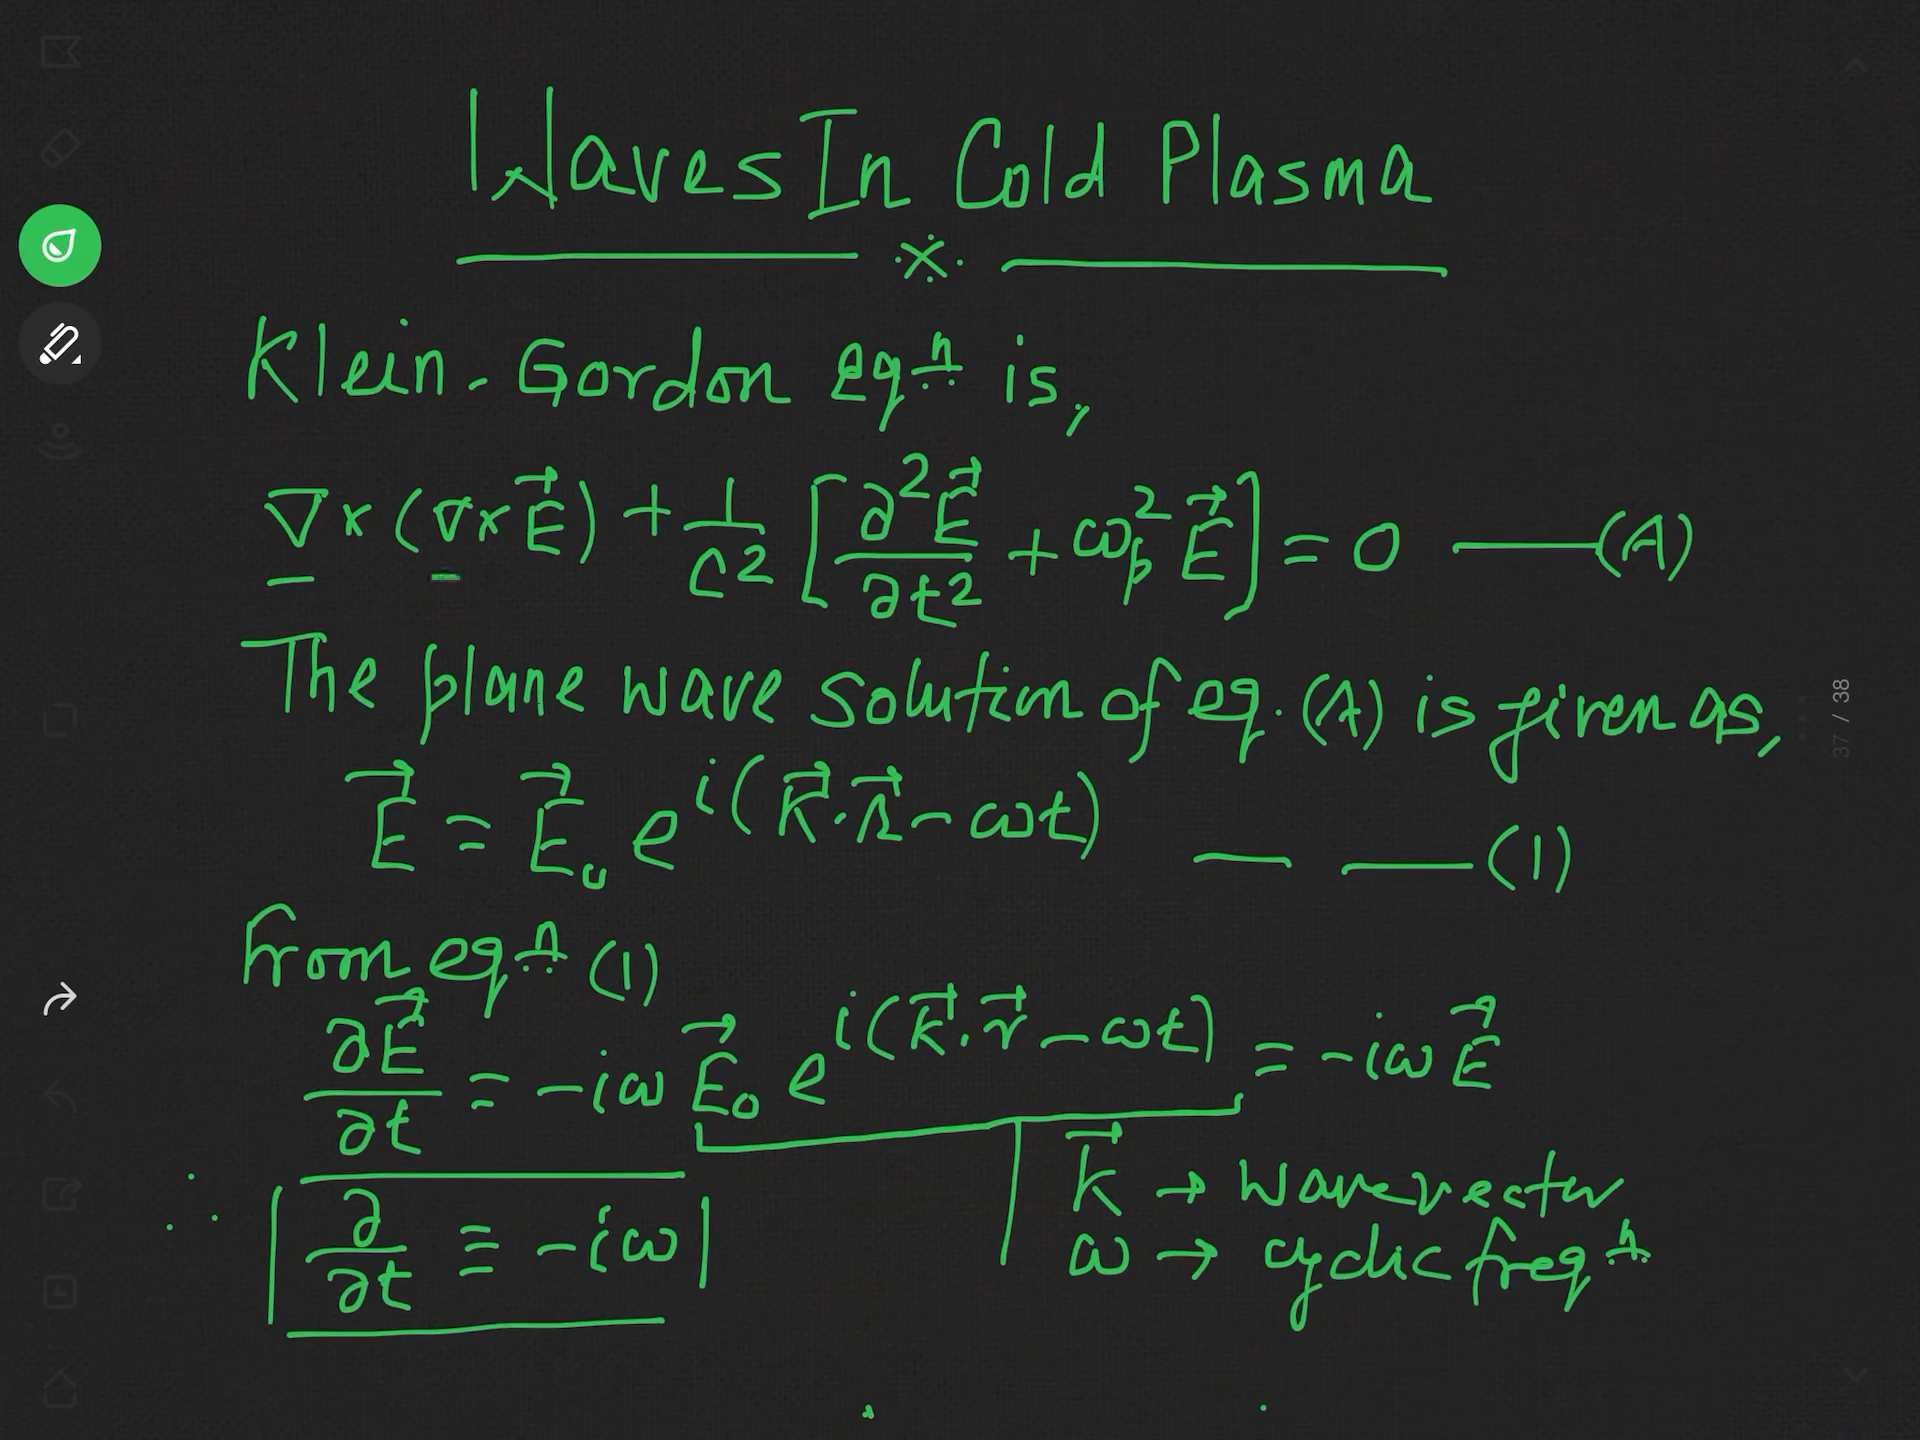 Waves In Cold Plasma
Klein-Gordon eqⁿ is,
∇×(∇×E⃗) + 1/c² [∂²E⃗/∂t² + ωₚ² E⃗] = 0 —— (A)
The plane wave solution of eq. (A) is given as,
E⃗ = E⃗₀ e^i(k⃗·r⃗ - ωt) — —— (1)
from eqⁿ (1)
∂E⃗/∂t = -iω E⃗₀ e^i(k⃗·r⃗ - ωt) = -iω E⃗
∴ ∂/∂t ≡ -iω
k⃗ → wave vector
ω → cyclic freqⁿ
37 / 38